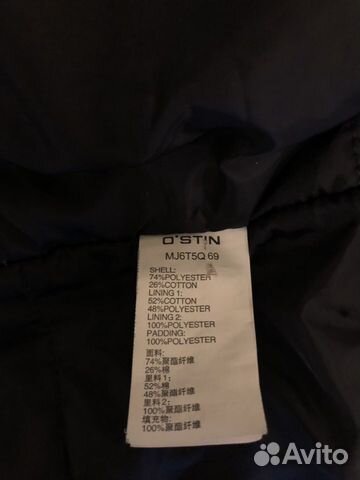 O'STIN
MJ6T5Q 69
SHELL:
74%POLYESTER
26%COTTON
LINING 1:
52%COTTON
48%POLYESTER
LINING 2:
100%POLYESTER
PADDING:
100%POLYESTER
面料:
74%聚酯纤维
26%棉
里料1:
52%棉
48%聚酯纤维
里料2:
100%聚酯纤维
填充物:
100%聚酯纤维
Avito